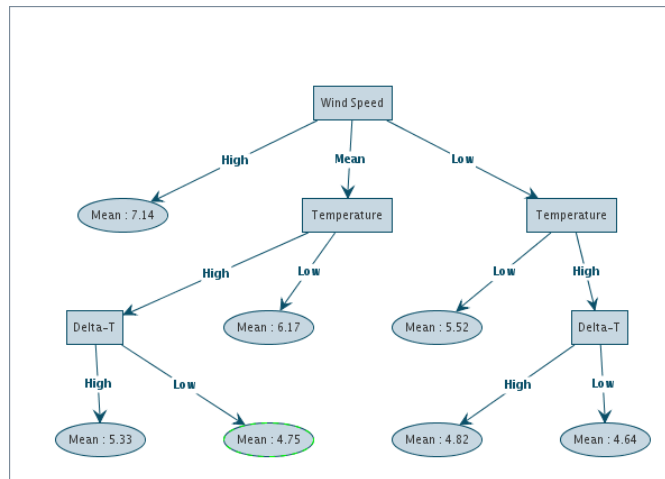 Wind Speed
High
Mean
Low
Mean : 7.14
Temperature
Temperature
High
Low
Low
High
Delta-T
Mean : 6.17
Mean : 5.52
Delta-T
High
Low
High
Low
Mean : 5.33
Mean : 4.75
Mean : 4.82
Mean : 4.64